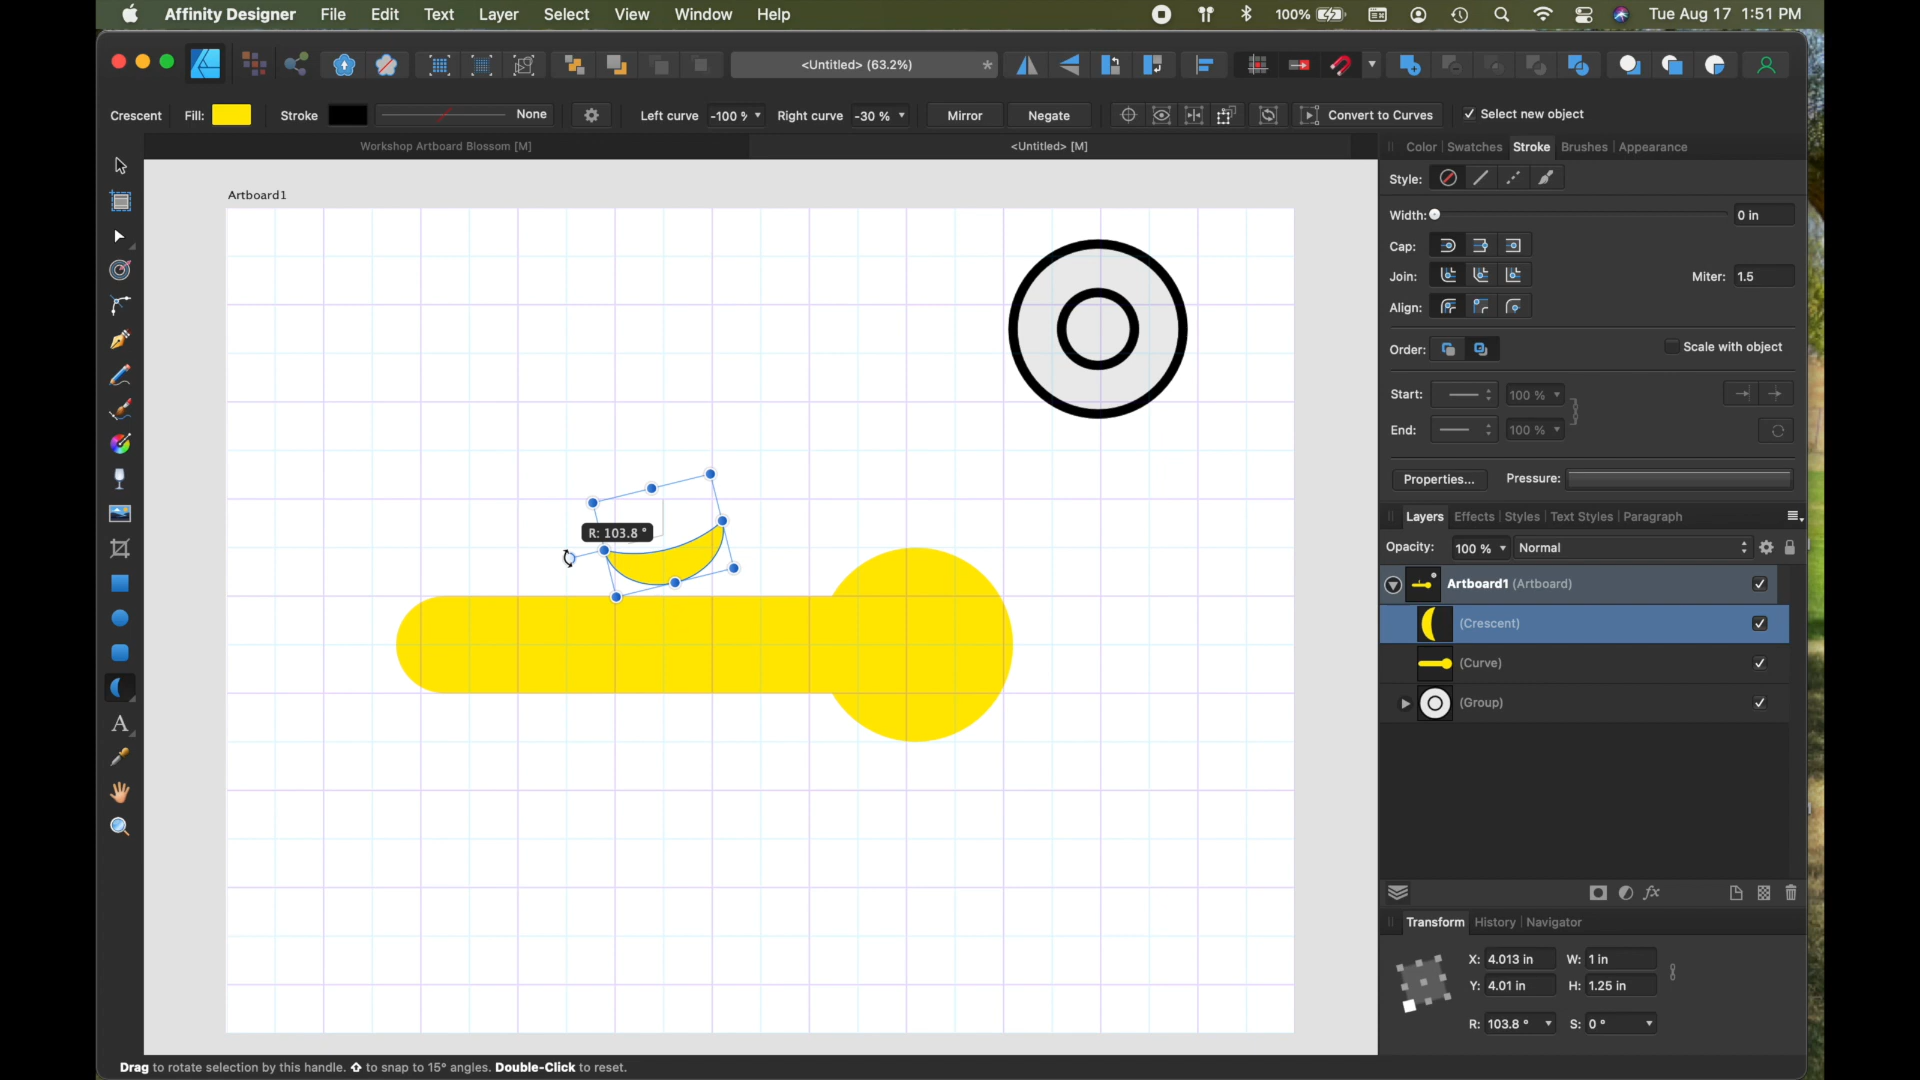 Affinity Designer File Edit Text Layer Select View Window Help 100% Tue Aug 17 1:51 PM
<Untitled> (63.2%) *
Crescent Fill: Stroke None Left curve -100 % Right curve -30 % Mirror Negate Convert to Curves Select new object
Workshop Artboard Blossom [M] <Untitled> [M]
Color Swatches Stroke Brushes Appearance
Style:
Width: 0 in
Cap:
Join: Miter: 1.5
Align:
Order: Scale with object
Start: 100 %
End: 100 %
Properties... Pressure:
Artboard1
R: 103.8 °
Layers Effects Styles Text Styles Paragraph
Opacity: 100 % Normal
Artboard1 (Artboard)
(Crescent)
(Curve)
(Group)
Transform History Navigator
X: 4.013 in W: 1 in
Y: 4.01 in H: 1.25 in
R: 103.8 ° S: 0 °
Drag to rotate selection by this handle. ⇧ to snap to 15° angles. Double-Click to reset.